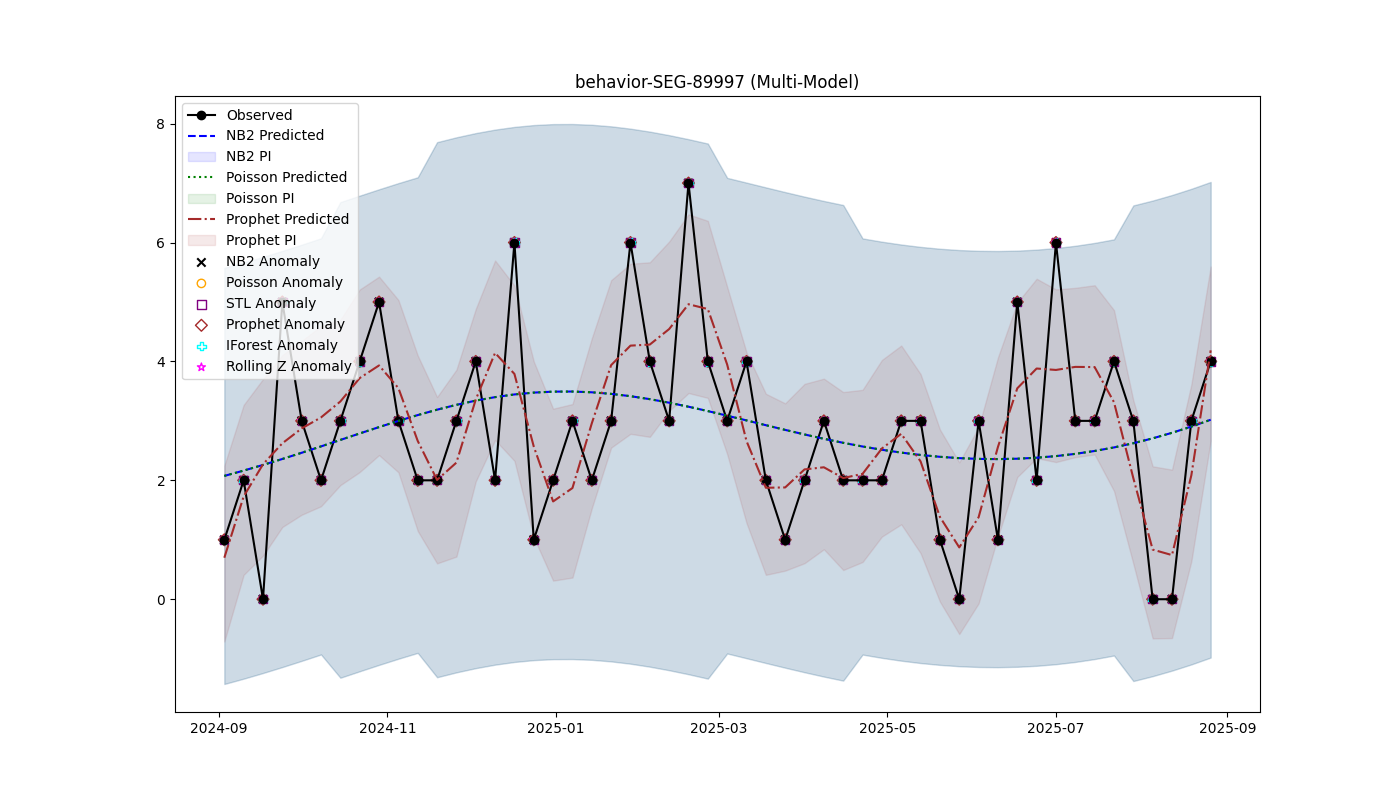 behavior-SEG-89997 (Multi-Model)
8
6
4
2
0
Observed
NB2 Predicted
NB2 PI
Poisson Predicted
Poisson PI
Prophet Predicted
Prophet PI
NB2 Anomaly
Poisson Anomaly
STL Anomaly
Prophet Anomaly
IForest Anomaly
Rolling Z Anomaly
2024-09
2024-11
2025-01
2025-03
2025-05
2025-07
2025-09